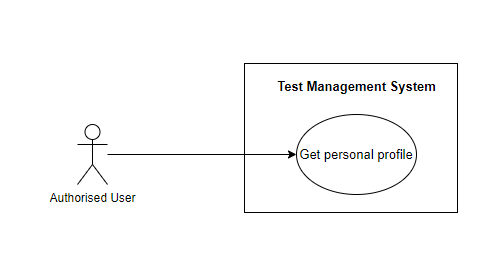 Test Management System
Get personal profile
Authorised User